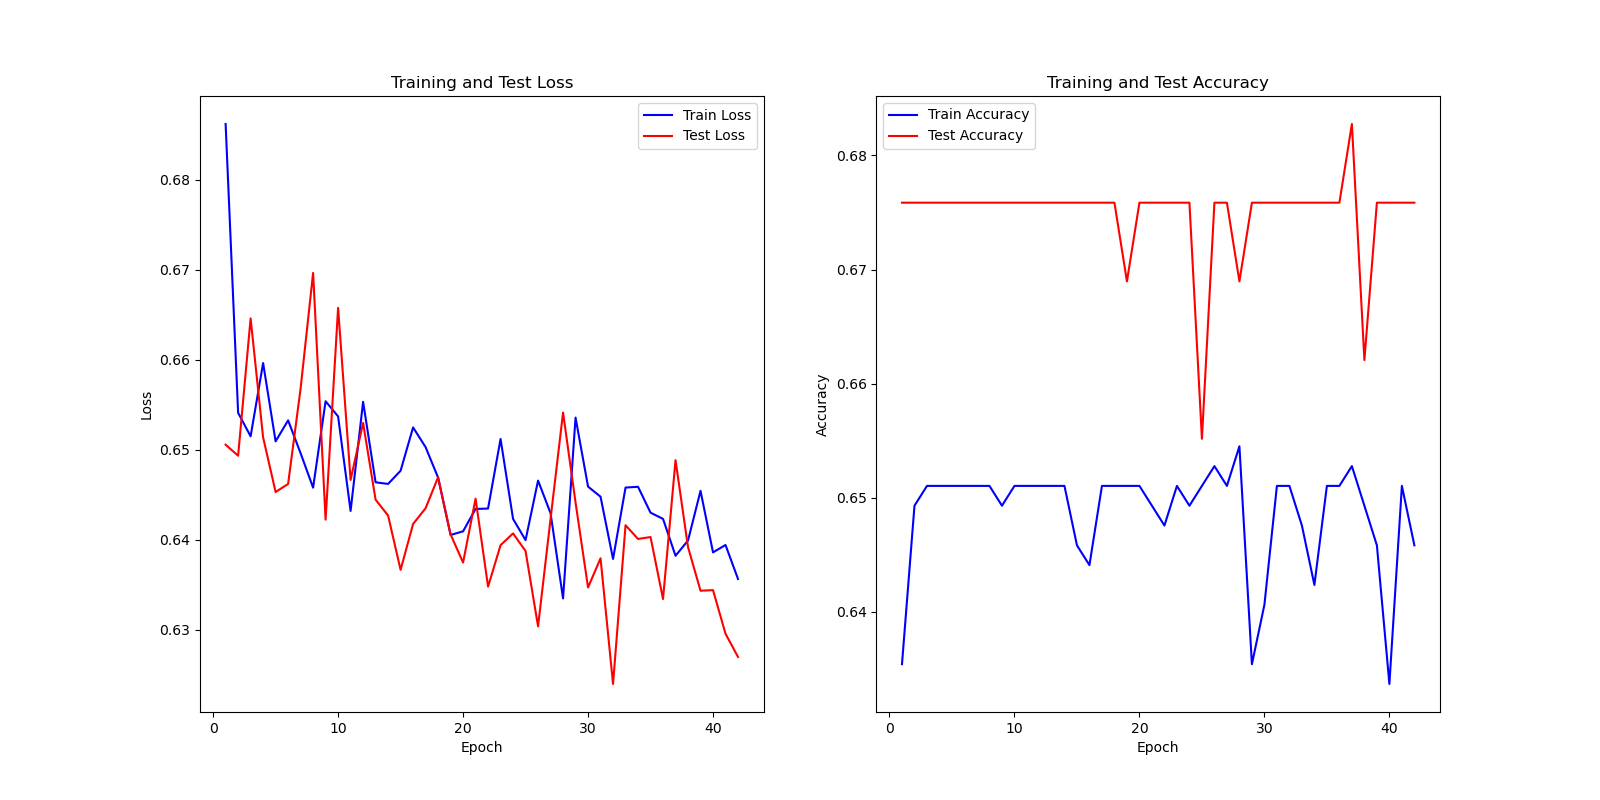 Training and Test Loss
Train Loss
Test Loss
0.68
0.67
0.66
0.65
0.64
0.63
Loss
0 10 20 30 40
Epoch
Training and Test Accuracy
Train Accuracy
Test Accuracy
0.68
0.67
0.66
0.65
0.64
Accuracy
0 10 20 30 40
Epoch